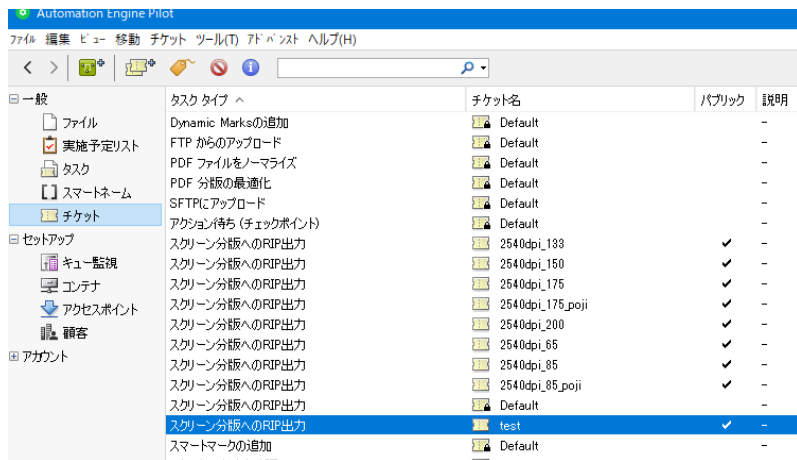 Automation Engine Pilot
ファイル 編集 ビュー 移動 チケット ツール(T) アドバンスト ヘルプ(H)
一般 タスク タイプ チケット名 パブリック 説明
ファイル Dynamic Marksの追加 Default -
実施予定リスト FTP からのアップロード Default -
タスク PDF ファイルをノーマライズ Default -
PDF 分版の最適化 Default -
スマートネーム SFTPにアップロード Default -
チケット アクション待ち (チェックポイント) Default -
セットアップ スクリーン分版へのRIP出力 2540dpi_133 ✔ -
キュー監視 スクリーン分版へのRIP出力 2540dpi_150 ✔ -
コンテナ スクリーン分版へのRIP出力 2540dpi_175 ✔ -
アクセスポイント スクリーン分版へのRIP出力 2540dpi_175_poji ✔ -
顧客 スクリーン分版へのRIP出力 2540dpi_200 ✔ -
スクリーン分版へのRIP出力 2540dpi_65 ✔ -
アカウント スクリーン分版へのRIP出力 2540dpi_85 ✔ -
スクリーン分版へのRIP出力 2540dpi_85_poji ✔ -
スクリーン分版へのRIP出力 Default -
スクリーン分版へのRIP出力 test ✔ -
スマートマークの追加 Default -